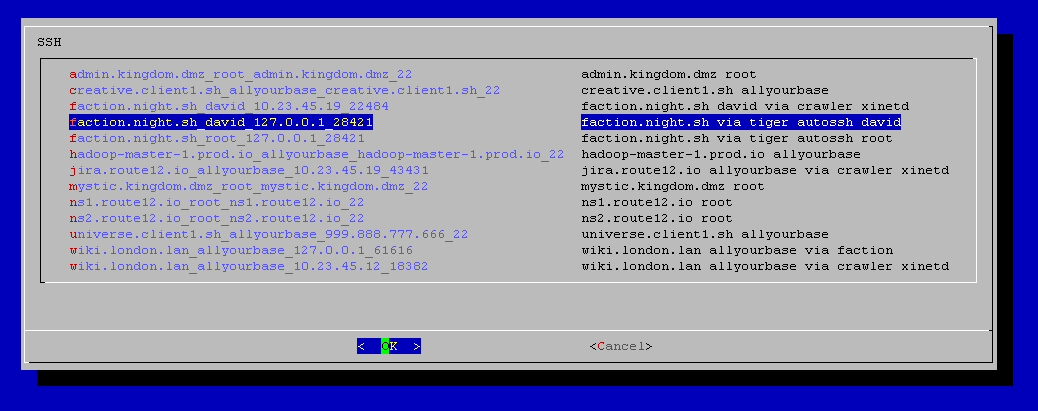 SSH
admin.kingdom.dmz_root_admin.kingdom.dmz_22 admin.kingdom.dmz root
creative.client1.sh_allyourbase_creative.client1.sh_22 creative.client1.sh allyourbase
faction.night.sh_david_10.23.45.19_22484 faction.night.sh david via crawler xinetd
faction.night.sh_david_127.0.0.1_28421 faction.night.sh via tiger autossh david
faction.night.sh_root_127.0.0.1_28421 faction.night.sh via tiger autossh root
hadoop-master-1.prod.io_allyourbase_hadoop-master-1.prod.io_22 hadoop-master-1.prod.io allyourbase
jira.route12.io_allyourbase_10.23.45.19_43431 jira.route12.io allyourbase via crawler xinetd
mystic.kingdom.dmz_root_mystic.kingdom.dmz_22 mystic.kingdom.dmz root
ns1.route12.io_root_ns1.route12.io_22 ns1.route12.io root
ns2.route12.io_root_ns2.route12.io_22 ns2.route12.io root
universe.client1.sh_allyourbase_999.888.777.666_22 universe.client1.sh allyourbase
wiki.london.lan_allyourbase_127.0.0.1_61616 wiki.london.lan allyourbase via faction
wiki.london.lan_allyourbase_10.23.45.12_18382 wiki.london.lan allyourbase via crawler xinetd
< OK > <Cancel>